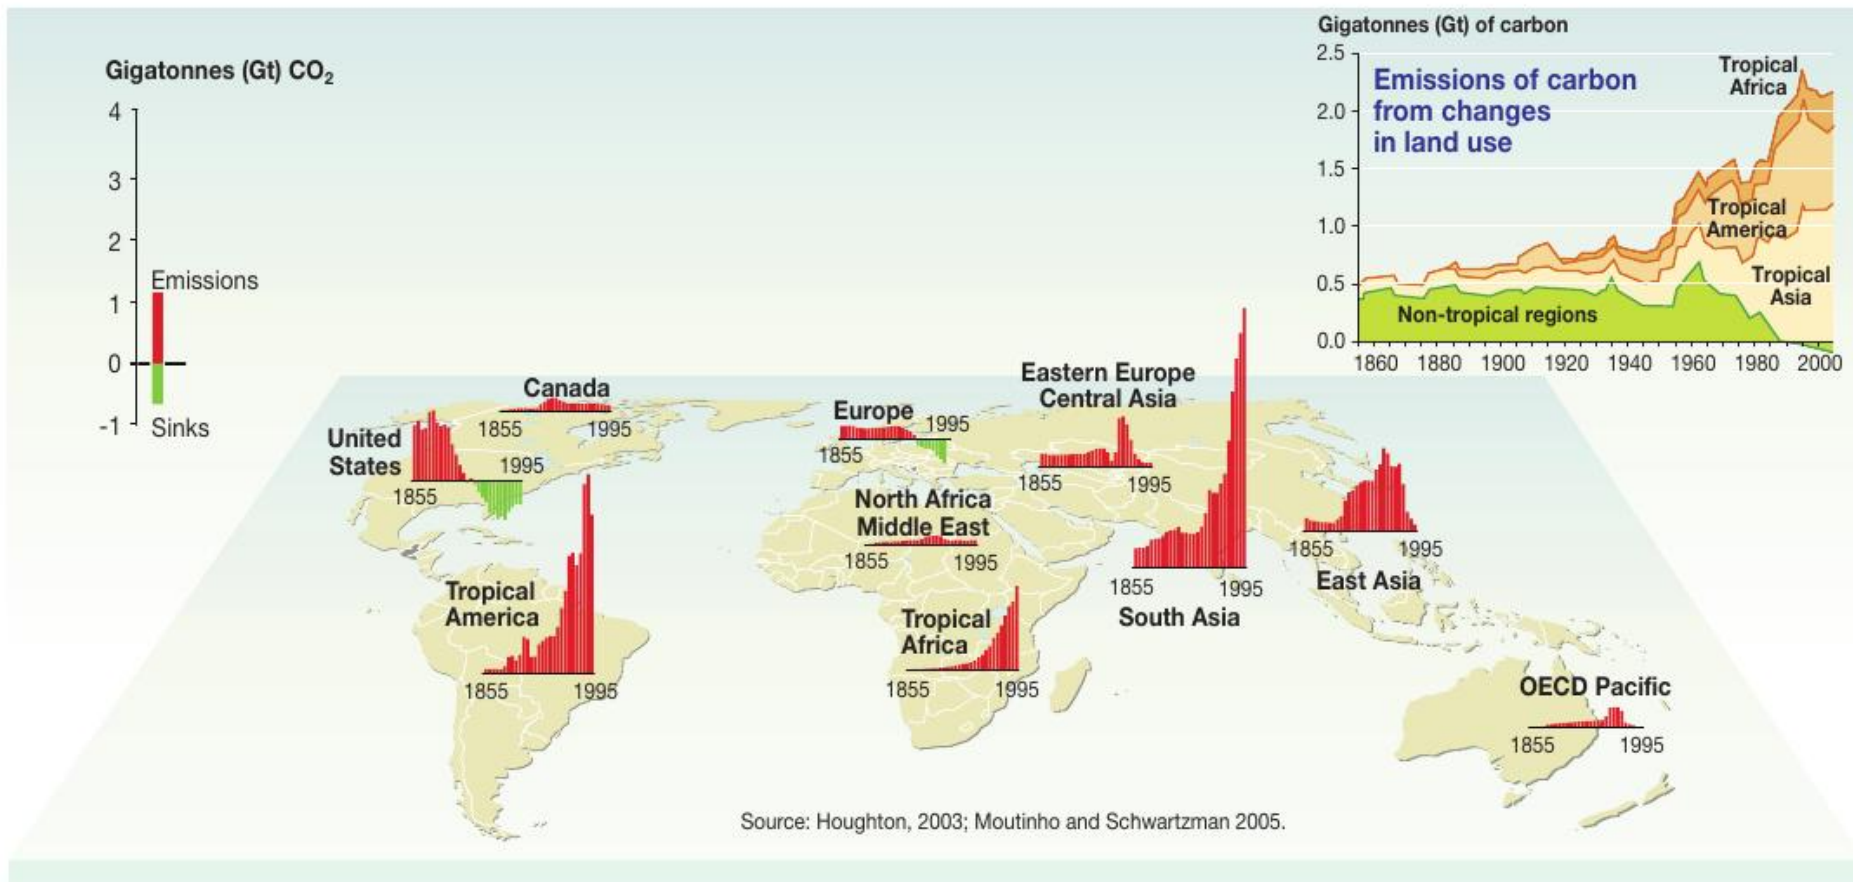 Gigatonnes (Gt) CO₂
4
3
2
1
0
-1
Emissions
Sinks
Gigatonnes (Gt) of carbon
2.5
2.0
1.5
1.0
0.5
0.0
Emissions of carbon
from changes
in land use
Tropical
Africa
Tropical
America
Tropical
Asia
Non-tropical regions
1860 1880 1900 1920 1940 1960 1980 2000
Canada
1855 1995
United
States
1855 1995
Europe
1855 1995
Eastern Europe
Central Asia
1855 1995
North Africa
Middle East
1855 1995
South Asia
1855 1995
East Asia
1855 1995
Tropical
America
1855 1995
Tropical
Africa
1855 1995
OECD Pacific
1855 1995
Source: Houghton, 2003; Moutinho and Schwartzman 2005.